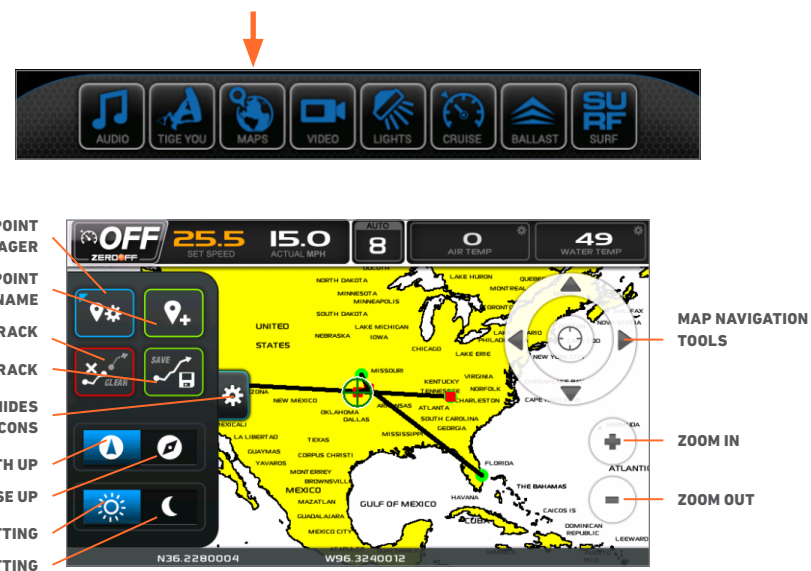 AUDIO
TIGE YOU
MAPS
VIDEO
LIGHTS
CRUISE
BALLAST
SURF
SURF
OFF
ZEROFF
25.5
SET SPEED
15.0
ACTUAL MPH
AUTO
8
0
AIR TEMP
49
WATER TEMP
POINT
AGER
POINT
NAME
RACK
RACK
HIDES
CONS
TH UP
SE UP
TTING
TTING
CLEAR
SAVE
MAP NAVIGATION
TOOLS
ZOOM IN
ZOOM OUT
NORTH DAKOTA
LAKE HURON
MONTREAL
MINNESOTA
MINNEAPOLIS
SOUTH DAKOTA
UNITED
STATES
LAKE MICHIGAN
NEBRASKA
IOWA
CHICAGO
LAKE ERIE
NEW YORK
MISSOURI
KENTUCKY
VIRGINIA
TENNESSEE
NORFOLK
NEW MEXICO
CHARLESTON
ATLANTA
OKLAHOMA
DALLAS
SOUTH CAROLINA
GEORGIA
MISSISSIPPI
LA LIBERTAD
TEXAS
GUAYMAS
YAVAROS
CORPUS CHRISTI
MONTERREY
BROWNSVILL
MEXICO
MAZATLAN
GUADALAJARA
MEXICO CITY
FLORIDA
THE BAHAMAS
HAVANA
GULF OF MEXICO
CUBA
CAICOS IS
DOMINICAN
REPUBLIC
LEEWARD
ATLANTI
N36.2280004
W96.3240012